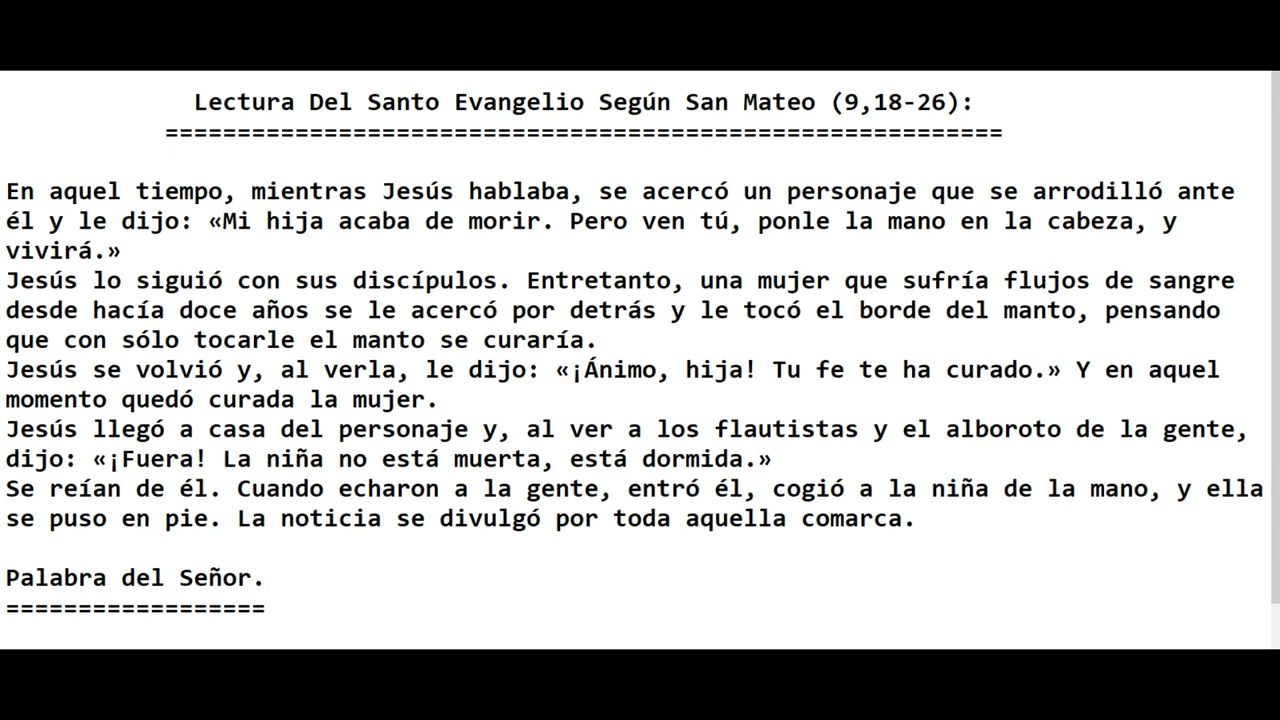 Lectura Del Santo Evangelio Según San Mateo (9,18-26):
==========================================================
En aquel tiempo, mientras Jesús hablaba, se acercó un personaje que se arrodilló ante
él y le dijo: «Mi hija acaba de morir. Pero ven tú, ponle la mano en la cabeza, y
vivirá.»
Jesús lo siguió con sus discípulos. Entretanto, una mujer que sufría flujos de sangre
desde hacía doce años se le acercó por detrás y le tocó el borde del manto, pensando
que con sólo tocarle el manto se curaría.
Jesús se volvió y, al verla, le dijo: «¡Ánimo, hija! Tu fe te ha curado.» Y en aquel
momento quedó curada la mujer.
Jesús llegó a casa del personaje y, al ver a los flautistas y el alboroto de la gente,
dijo: «¡Fuera! La niña no está muerta, está dormida.»
Se reían de él. Cuando echaron a la gente, entró él, cogió a la niña de la mano, y ella
se puso en pie. La noticia se divulgó por toda aquella comarca.
Palabra del Señor.
==================